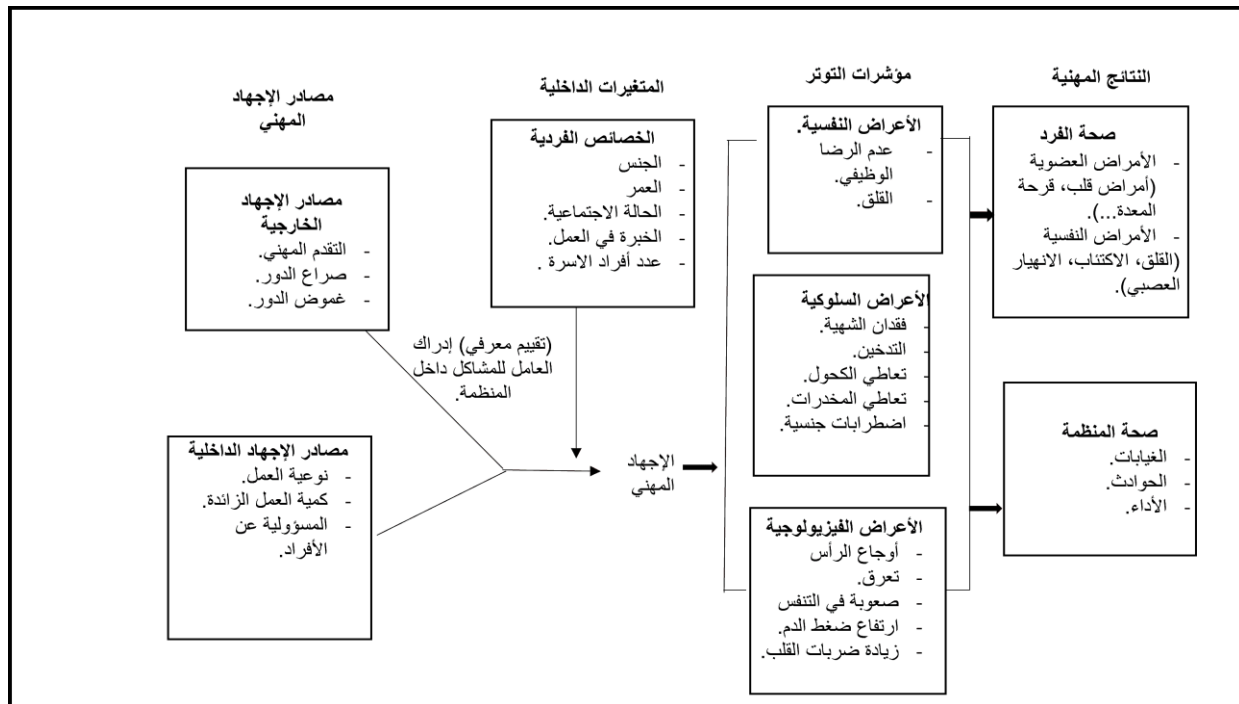 مصادر الإجهاد
المهني
مصادر الإجهاد
الخارجية
- التقدم المهني.
- صراع الدور.
- غموض الدور.
مصادر الإجهاد الداخلية
- نوعية العمل.
- كمية العمل الزائدة.
- المسؤولية عن
الأفراد.
المتغيرات الداخلية
الخصائص الفردية
- الجنس
- العمر
- الحالة الاجتماعية.
- الخبرة في العمل.
- عدد أفراد الاسرة .
(تقييم معرفي) إدراك
العامل للمشاكل داخل
المنظمة.
الإجهاد
المهني
مؤشرات التوتر
الأعراض النفسية.
- عدم الرضا
الوظيفي.
- القلق.
الأعراض السلوكية
- فقدان الشهية.
- التدخين.
- تعاطي الكحول.
- تعاطي المخدرات.
- اضطرابات جنسية.
الأعراض الفيزيولوجية
- أوجاع الرأس
- تعرق.
- صعوبة في التنفس
- ارتفاع ضغط الدم.
- زيادة ضربات القلب.
النتائج المهنية
صحة الفرد
- الأمراض العضوية
(أمراض قلب، قرحة
المعدة...).
- الأمراض النفسية
(القلق، الاكتئاب، الانهيار
العصبي).
صحة المنظمة
- الغيابات.
- الحوادث.
- الأداء.